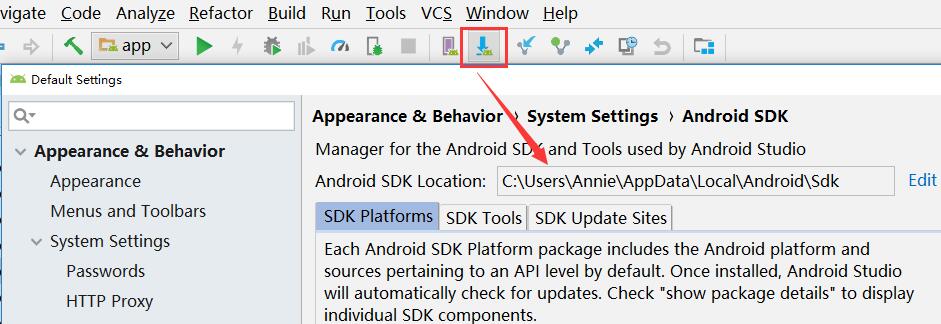 vigate Code Analyze Refactor Build Run Tools VCS Window Help
app
Default Settings
Appearance & Behavior › System Settings › Android SDK
Appearance & Behavior
Manager for the Android SDK and Tools used by Android Studio
Appearance
Android SDK Location: C:\Users\Annie\AppData\Local\Android\Sdk Edit
Menus and Toolbars
SDK Platforms SDK Tools SDK Update Sites
System Settings
Each Android SDK Platform package includes the Android platform and
Passwords
sources pertaining to an API level by default. Once installed, Android Studio
HTTP Proxy
will automatically check for updates. Check "show package details" to display
individual SDK components.